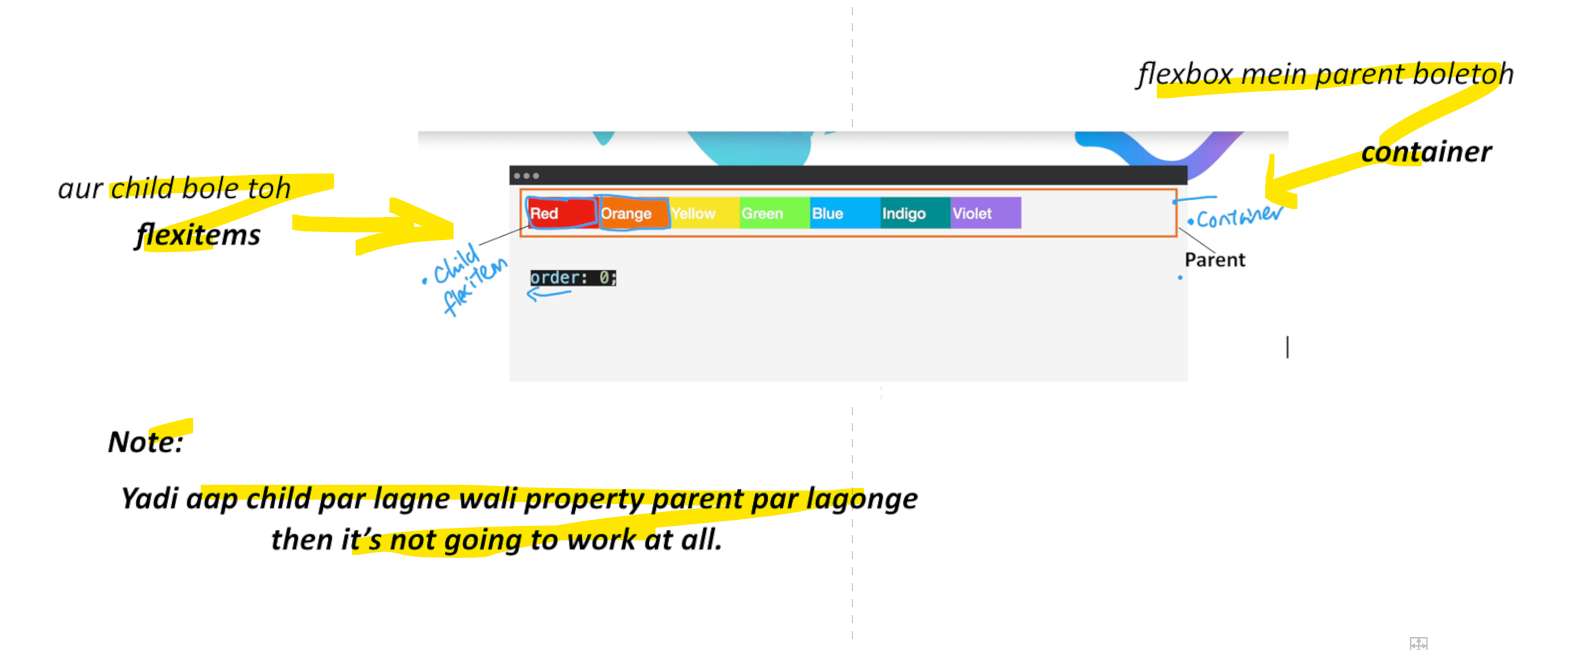 flexbox mein parent boletoh
container
aur child bole toh
flexitems
Red Orange Yellow Green Blue Indigo Violet
• Container
Parent
• Child
flexitem
order: 0;
Note:
Yadi aap child par lagne wali property parent par lagonge
then it’s not going to work at all.